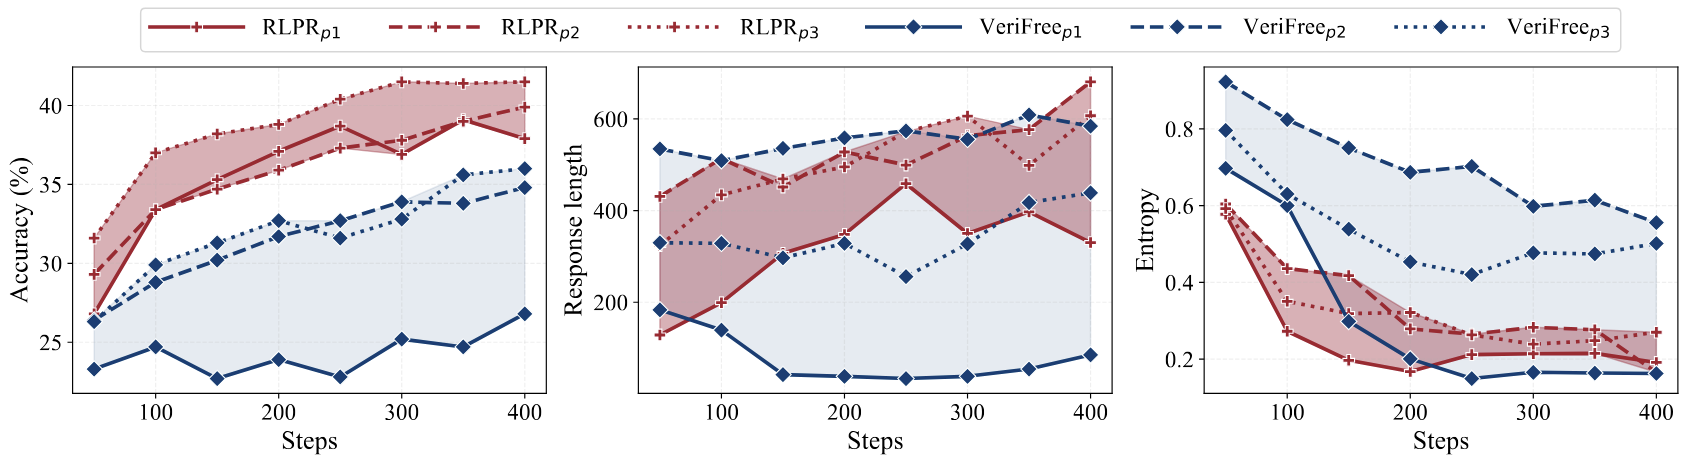 RLPRp1 RLPRp2 RLPRp3 VeriFreep1 VeriFreep2 VeriFreep3
Accuracy (%)
40
35
30
25
100 200 300 400
Steps
Response length
600
400
200
100 200 300 400
Steps
Entropy
0.8
0.6
0.4
0.2
100 200 300 400
Steps